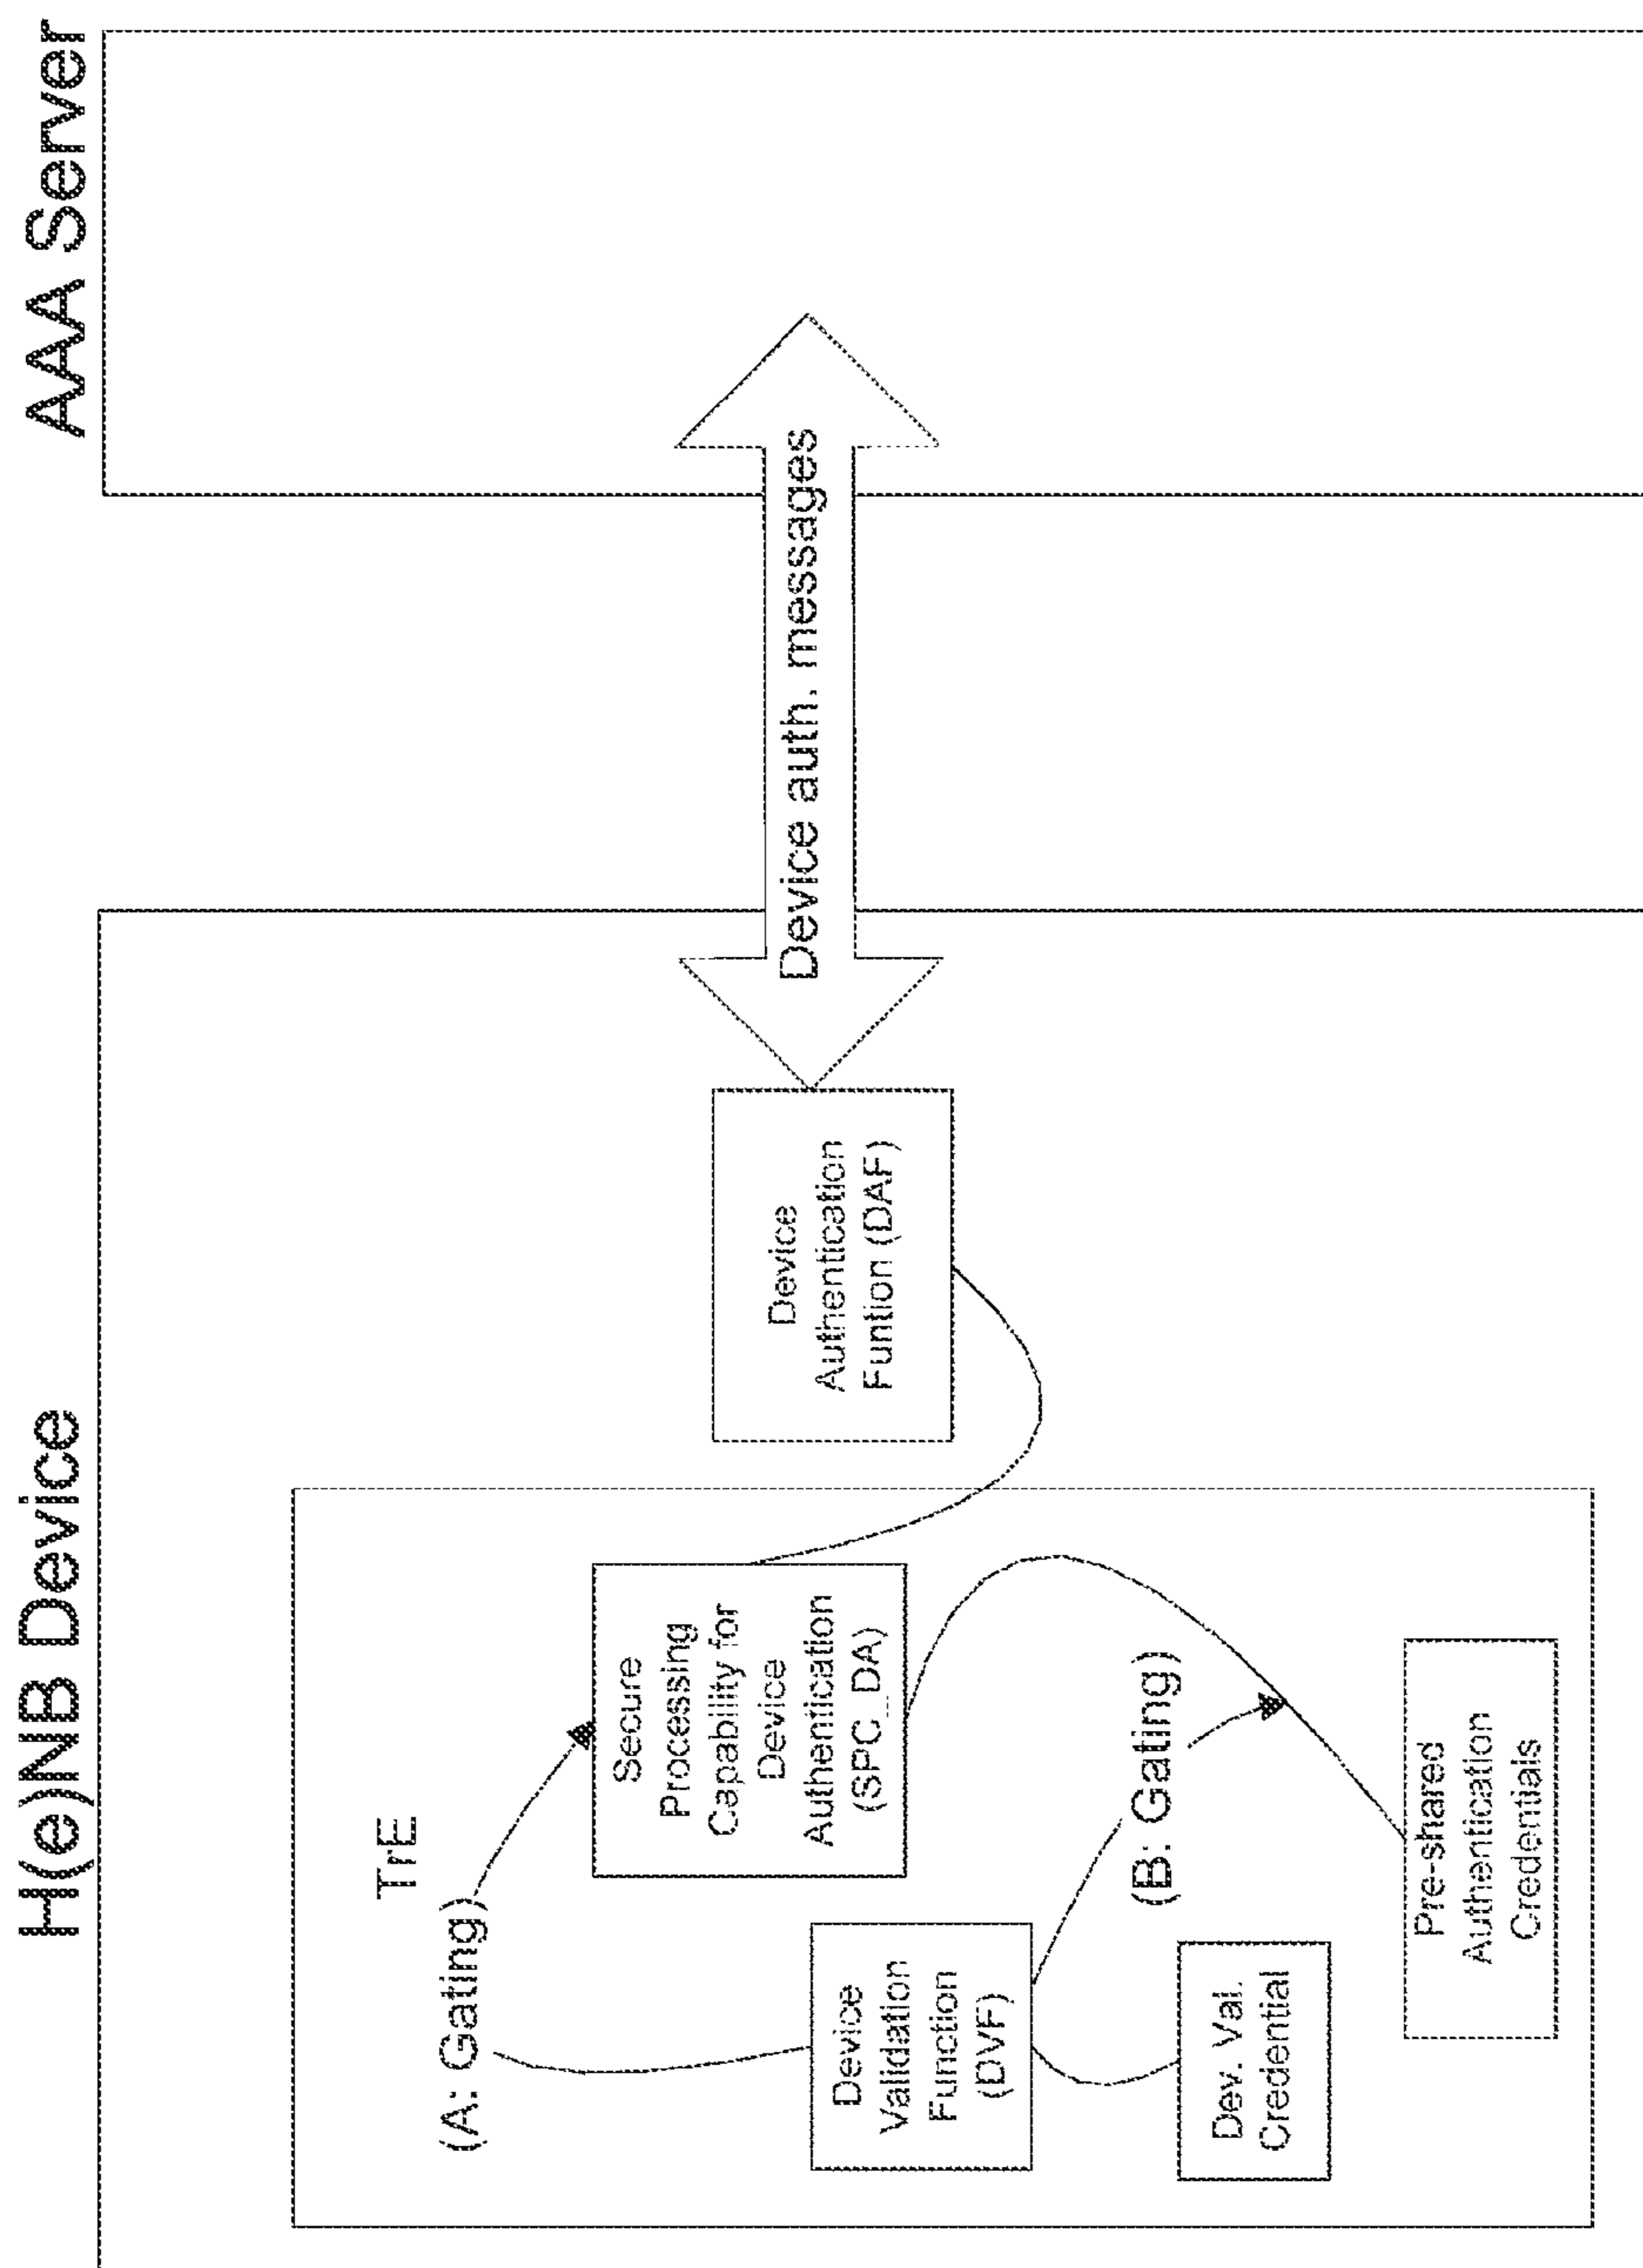 H(e)NB Device
AAA Server
TrE
(A: Gating)
Secure
Processing
Capability for
Device
Authentication
(SPC_DA)
Device
Authentication
Funtion (DAF)
Device auth. messages
Device
Validation
Function
(DVF)
(B: Gating)
Dev. Val.
Credential
Pre-shared
Authentication
Credentials